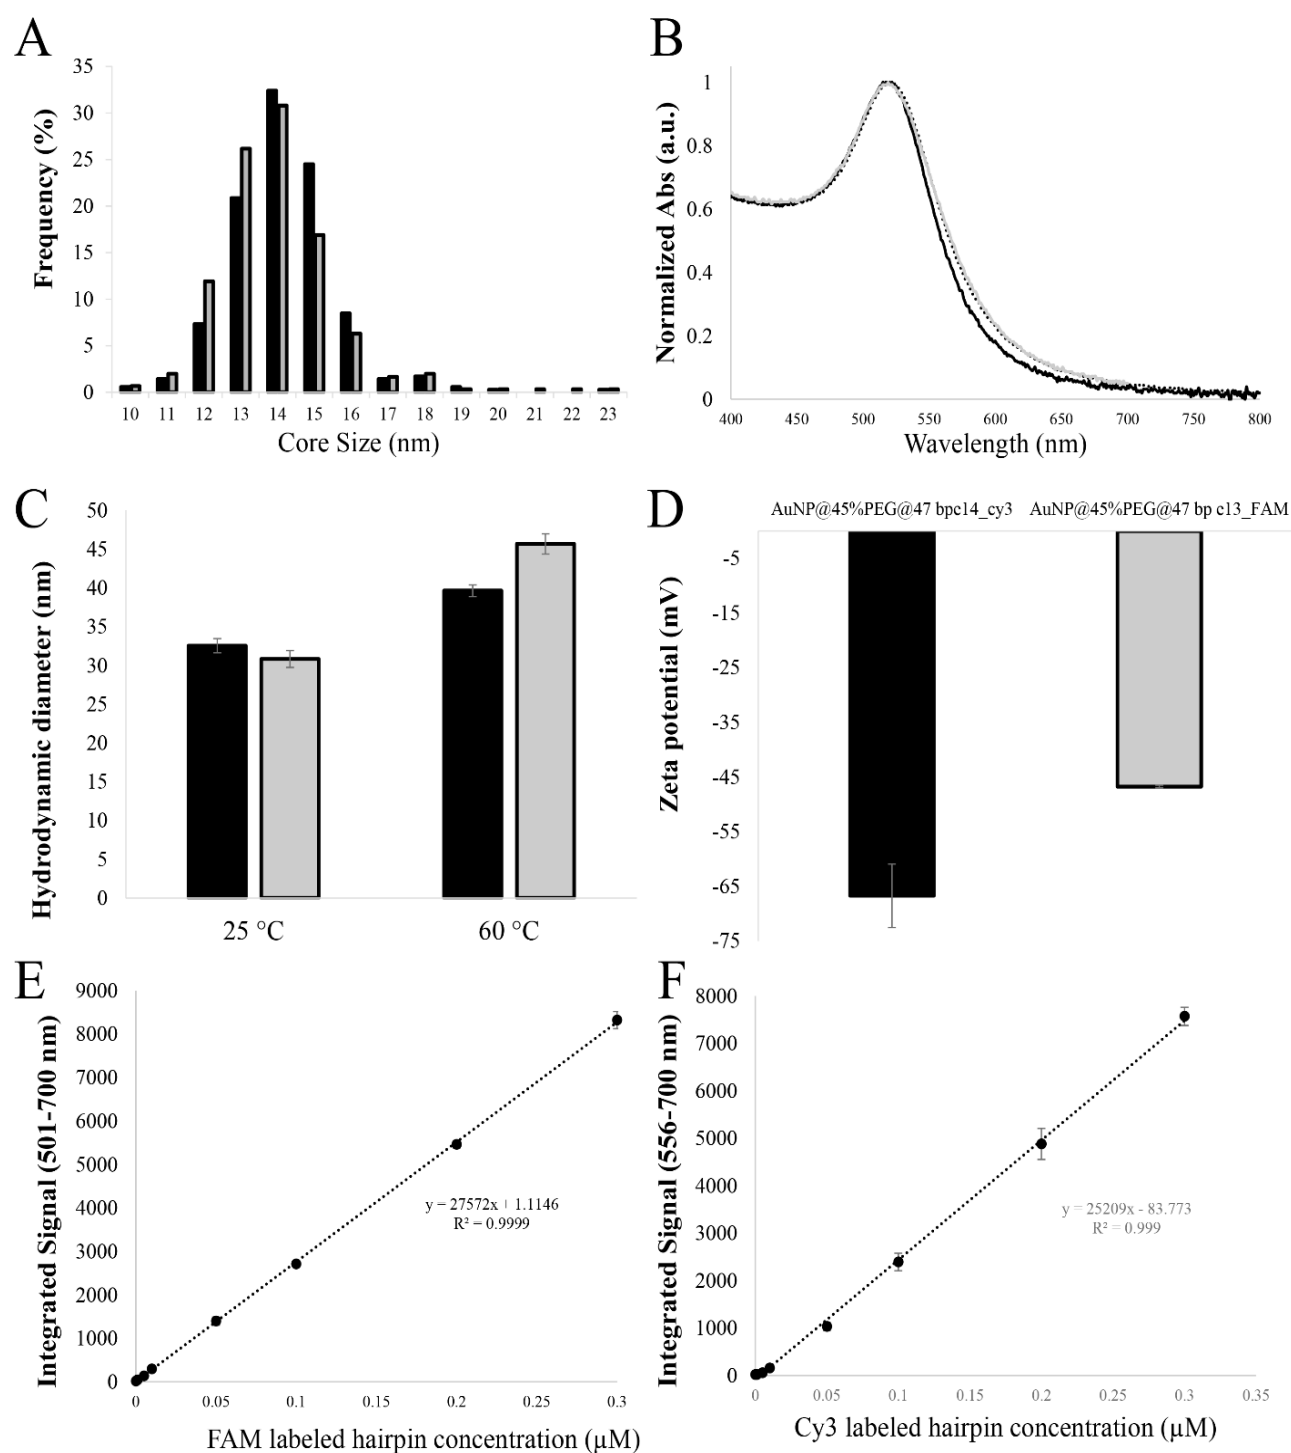 A
Frequency (%)
35
30
25
20
15
10
5
0
10 11 12 13 14 15 16 17 18 19 20 21 22 23
Core Size (nm)
B
Normalized Abs (a.u.)
1
0.8
0.6
0.4
0.2
0
400 450 500 550 600 650 700 750 800
Wavelength (nm)
C
Hydrodynamic diameter (nm)
50
45
40
35
30
25
20
15
10
5
0
25 °C 60 °C
D
AuNP@45%PEG@47 bpc14_cy3 AuNP@45%PEG@47 bp c13_FAM
Zeta potential (mV)
-5
-15
-25
-35
-45
-55
-65
-75
E
Integrated Signal (501-700 nm)
9000
8000
7000
6000
5000
4000
3000
2000
1000
0
y = 27572x + 1.1146
R² = 0.9999
0 0.05 0.1 0.15 0.2 0.25 0.3
FAM labeled hairpin concentration (µM)
F
Integrated Signal (556-700 nm)
8000
7000
6000
5000
4000
3000
2000
1000
0
y = 25209x - 83.773
R² = 0.999
0 0.05 0.1 0.15 0.2 0.25 0.3 0.35
Cy3 labeled hairpin concentration (µM)